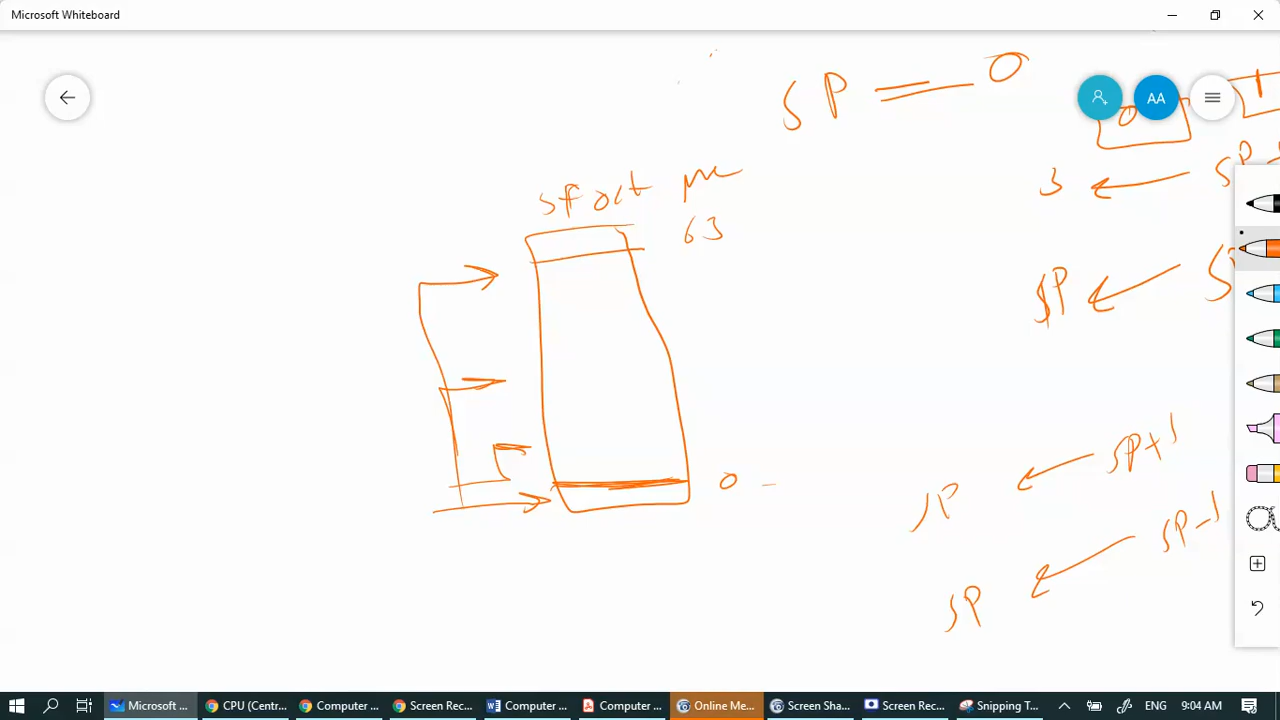 Microsoft Whiteboard
SP = 0
AA
63
3 ← SP
SP ← S
0 -
SP ← SP+1
SP ← SP-1
Microsoft ...
CPU (Centr...
Computer ...
Screen Rec...
Computer ...
Computer ...
Online Me...
Screen Sha...
Screen Rec...
Snipping T...
ENG
9:04 AM